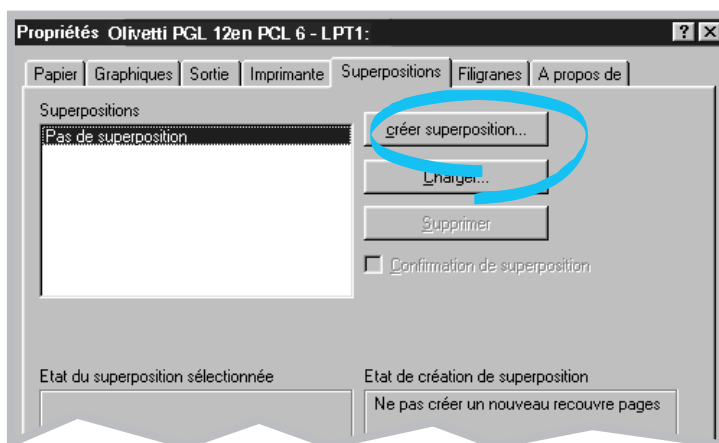 Propriétés Olivetti PGL 12en PCL 6 - LPT1:
Papier Graphiques Sortie Imprimante Superpositions Filigranes A propos de
Superpositions
Pas de superposition
créer superposition...
Charger...
Supprimer
Confirmation de superposition
Etat du superposition sélectionnée
Etat de création de superposition
Ne pas créer un nouveau recouvre pages